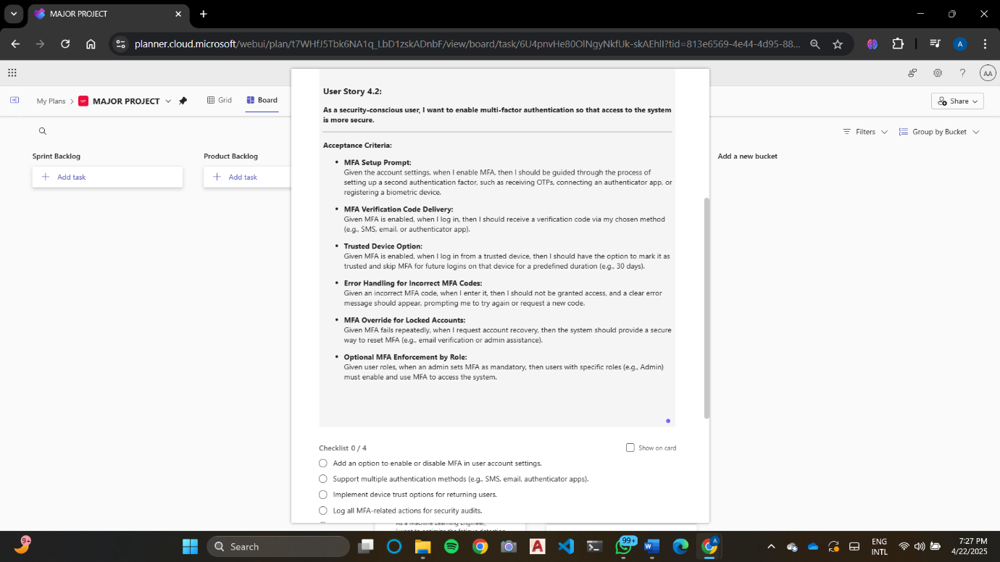 MAJOR PROJECT
planner.cloud.microsoft/webui/plan/t7WHfJ5Tbk6NA1q_LbD1zskADnbF/view/board/task/6U4pnvHe80OlNgyNkfUk-skAEhlI?tid=813e6569-4e44-4d95-88...
A
AA
My Plans
MP
MAJOR PROJECT
Grid
Board
Share
Filters
Group by Bucket
Sprint Backlog
Product Backlog
Add a new bucket
Add task
Add task
User Story 4.2:
As a security-conscious user, I want to enable multi-factor authentication so that access to the system
is more secure.
Acceptance Criteria:
• MFA Setup Prompt:
Given the account settings, when I enable MFA, then I should be guided through the process of
setting up a second authentication factor, such as receiving OTPs, connecting an authenticator app, or
registering a biometric device.
• MFA Verification Code Delivery:
Given MFA is enabled, when I log in, then I should receive a verification code via my chosen method
(e.g., SMS, email, or authenticator app).
• Trusted Device Option:
Given MFA is enabled, when I log in from a trusted device, then I should have the option to mark it as
trusted and skip MFA for future logins on that device for a predefined duration (e.g., 30 days).
• Error Handling for Incorrect MFA Codes:
Given an incorrect MFA code, when I enter it, then I should not be granted access, and a clear error
message should appear, prompting me to try again or request a new code.
• MFA Override for Locked Accounts:
Given MFA fails repeatedly, when I request account recovery, then the system should provide a secure
way to reset MFA (e.g., email verification or admin assistance).
• Optional MFA Enforcement by Role:
Given user roles, when an admin sets MFA as mandatory, then users with specific roles (e.g., Admin)
must enable and use MFA to access the system.
Checklist 0 / 4
Show on card
Add an option to enable or disable MFA in user account settings.
Support multiple authentication methods (e.g., SMS, email, authenticator apps).
Implement device trust options for returning users.
Log all MFA-related actions for security audits.
As a Machine Learning Engineer,
9+
Search
99+
A
ENG
INTL
7:27 PM
4/22/2025